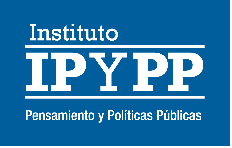 Instituto
IPYPP
Pensamiento y Políticas Públicas